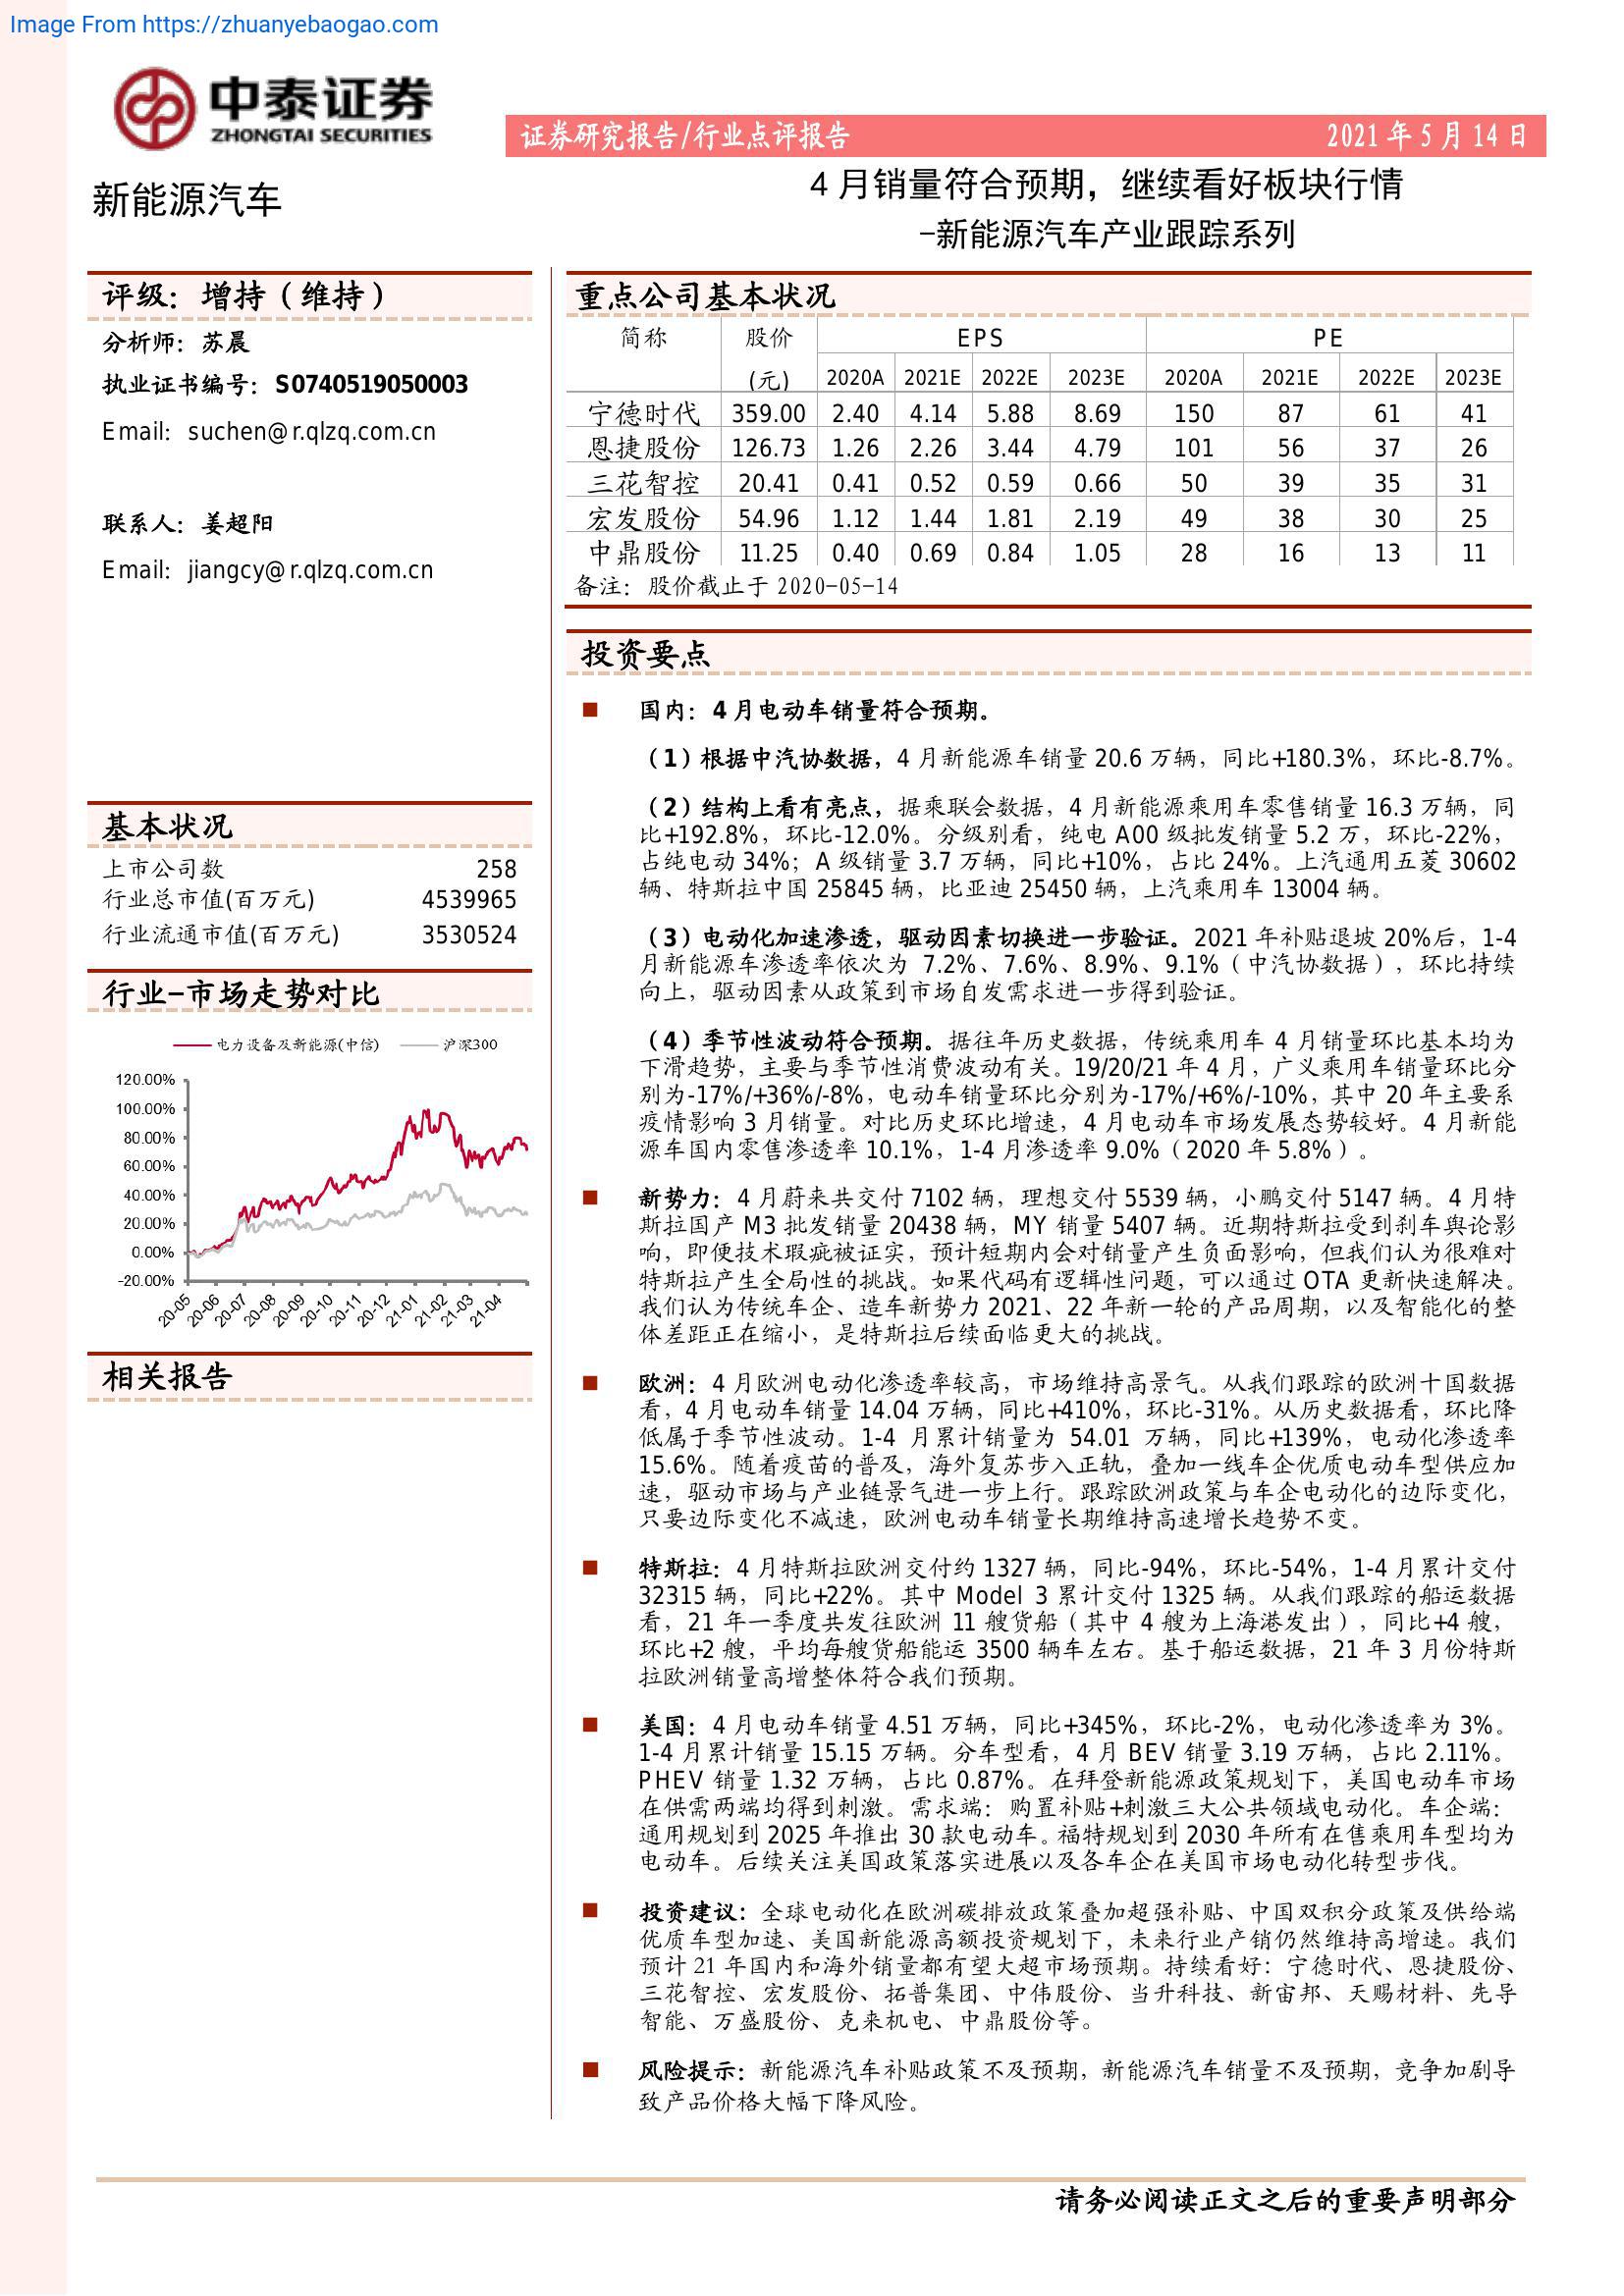 Image From https://zhuanyebaogao.com
中泰证券
ZHONGTAI SECURITIES
证券研究报告/行业点评报告 2021 年 5 月 14 日
新能源汽车
4 月销量符合预期，继续看好板块行情
-新能源汽车产业跟踪系列
评级：增持（维持）
分析师：苏晨
执业证书编号：S0740519050003
Email：suchen@r.qlzq.com.cn
联系人：姜超阳
Email：jiangcy@r.qlzq.com.cn
基本状况
上市公司数 258
行业总市值(百万元) 4539965
行业流通市值(百万元) 3530524
行业-市场走势对比
电力设备及新能源(中信) 沪深300
120.00%
100.00%
80.00%
60.00%
40.00%
20.00%
0.00%
-20.00%
20-05 20-06 20-07 20-08 20-09 20-10 20-11 20-12 21-01 21-02 21-03 21-04
相关报告
重点公司基本状况
简称 股价 EPS PE
(元) 2020A 2021E 2022E 2023E 2020A 2021E 2022E 2023E
宁德时代 359.00 2.40 4.14 5.88 8.69 150 87 61 41
恩捷股份 126.73 1.26 2.26 3.44 4.79 101 56 37 26
三花智控 20.41 0.41 0.52 0.59 0.66 50 39 35 31
宏发股份 54.96 1.12 1.44 1.81 2.19 49 38 30 25
中鼎股份 11.25 0.40 0.69 0.84 1.05 28 16 13 11
备注：股价截止于 2020-05-14
投资要点
■ 国内：4 月电动车销量符合预期。
（1）根据中汽协数据，4 月新能源车销量 20.6 万辆，同比+180.3%，环比-8.7%。
（2）结构上看有亮点，据乘联会数据，4 月新能源乘用车零售销量 16.3 万辆，同
比+192.8%，环比-12.0%。分级别看，纯电 A00 级批发销量 5.2 万，环比-22%，
占纯电动 34%；A 级销量 3.7 万辆，同比+10%，占比 24%。上汽通用五菱 30602
辆、特斯拉中国 25845 辆，比亚迪 25450 辆，上汽乘用车 13004 辆。
（3）电动化加速渗透，驱动因素切换进一步验证。2021 年补贴退坡 20%后，1-4
月新能源车渗透率依次为 7.2%、7.6%、8.9%、9.1%（中汽协数据），环比持续
向上，驱动因素从政策到市场自发需求进一步得到验证。
（4）季节性波动符合预期。据往年历史数据，传统乘用车 4 月销量环比基本均为
下滑趋势，主要与季节性消费波动有关。19/20/21 年 4 月，广义乘用车销量环比分
别为-17%/+36%/-8%，电动车销量环比分别为-17%/+6%/-10%，其中 20 年主要系
疫情影响 3 月销量。对比历史环比增速，4 月电动车市场发展态势较好。4 月新能
源车国内零售渗透率 10.1%，1-4 月渗透率 9.0%（2020 年 5.8%）。
■ 新势力：4 月蔚来共交付 7102 辆，理想交付 5539 辆，小鹏交付 5147 辆。4 月特
斯拉国产 M3 批发销量 20438 辆，MY 销量 5407 辆。近期特斯拉受到刹车舆论影
响，即便技术瑕疵被证实，预计短期内会对销量产生负面影响，但我们认为很难对
特斯拉产生全局性的挑战。如果代码有逻辑性问题，可以通过 OTA 更新快速解决。
我们认为传统车企、造车新势力 2021、22 年新一轮的产品周期，以及智能化的整
体差距正在缩小，是特斯拉后续面临更大的挑战。
■ 欧洲：4 月欧洲电动化渗透率较高，市场维持高景气。从我们跟踪的欧洲十国数据
看，4 月电动车销量 14.04 万辆，同比+410%，环比-31%。从历史数据看，环比降
低属于季节性波动。1-4 月累计销量为 54.01 万辆，同比+139%，电动化渗透率
15.6%。随着疫苗的普及，海外复苏步入正轨，叠加一线车企优质电动车型供应加
速，驱动市场与产业链景气进一步上行。跟踪欧洲政策与车企电动化的边际变化，
只要边际变化不减速，欧洲电动车销量长期维持高速增长趋势不变。
■ 特斯拉：4 月特斯拉欧洲交付约 1327 辆，同比-94%，环比-54%，1-4 月累计交付
32315 辆，同比+22%。其中 Model 3 累计交付 1325 辆。从我们跟踪的船运数据
看，21 年一季度共发往欧洲 11 艘货船（其中 4 艘为上海港发出），同比+4 艘，
环比+2 艘，平均每艘货船能运 3500 辆车左右。基于船运数据，21 年 3 月份特斯
拉欧洲销量高增整体符合我们预期。
■ 美国：4 月电动车销量 4.51 万辆，同比+345%，环比-2%，电动化渗透率为 3%。
1-4 月累计销量 15.15 万辆。分车型看，4 月 BEV 销量 3.19 万辆，占比 2.11%。
PHEV 销量 1.32 万辆，占比 0.87%。在拜登新能源政策规划下，美国电动车市场
在供需两端均得到刺激。需求端：购置补贴+刺激三大公共领域电动化。车企端：
通用规划到 2025 年推出 30 款电动车。福特规划到 2030 年所有在售乘用车型均为
电动车。后续关注美国政策落实进展以及各车企在美国市场电动化转型步伐。
■ 投资建议：全球电动化在欧洲碳排放政策叠加超强补贴、中国双积分政策及供给端
优质车型加速、美国新能源高额投资规划下，未来行业产销仍然维持高增速。我们
预计 21 年国内和海外销量都有望大超市场预期。持续看好：宁德时代、恩捷股份、
三花智控、宏发股份、拓普集团、中伟股份、当升科技、新宙邦、天赐材料、先导
智能、万盛股份、克来机电、中鼎股份等。
■ 风险提示：新能源汽车补贴政策不及预期，新能源汽车销量不及预期，竞争加剧导
致产品价格大幅下降风险。
请务必阅读正文之后的重要声明部分